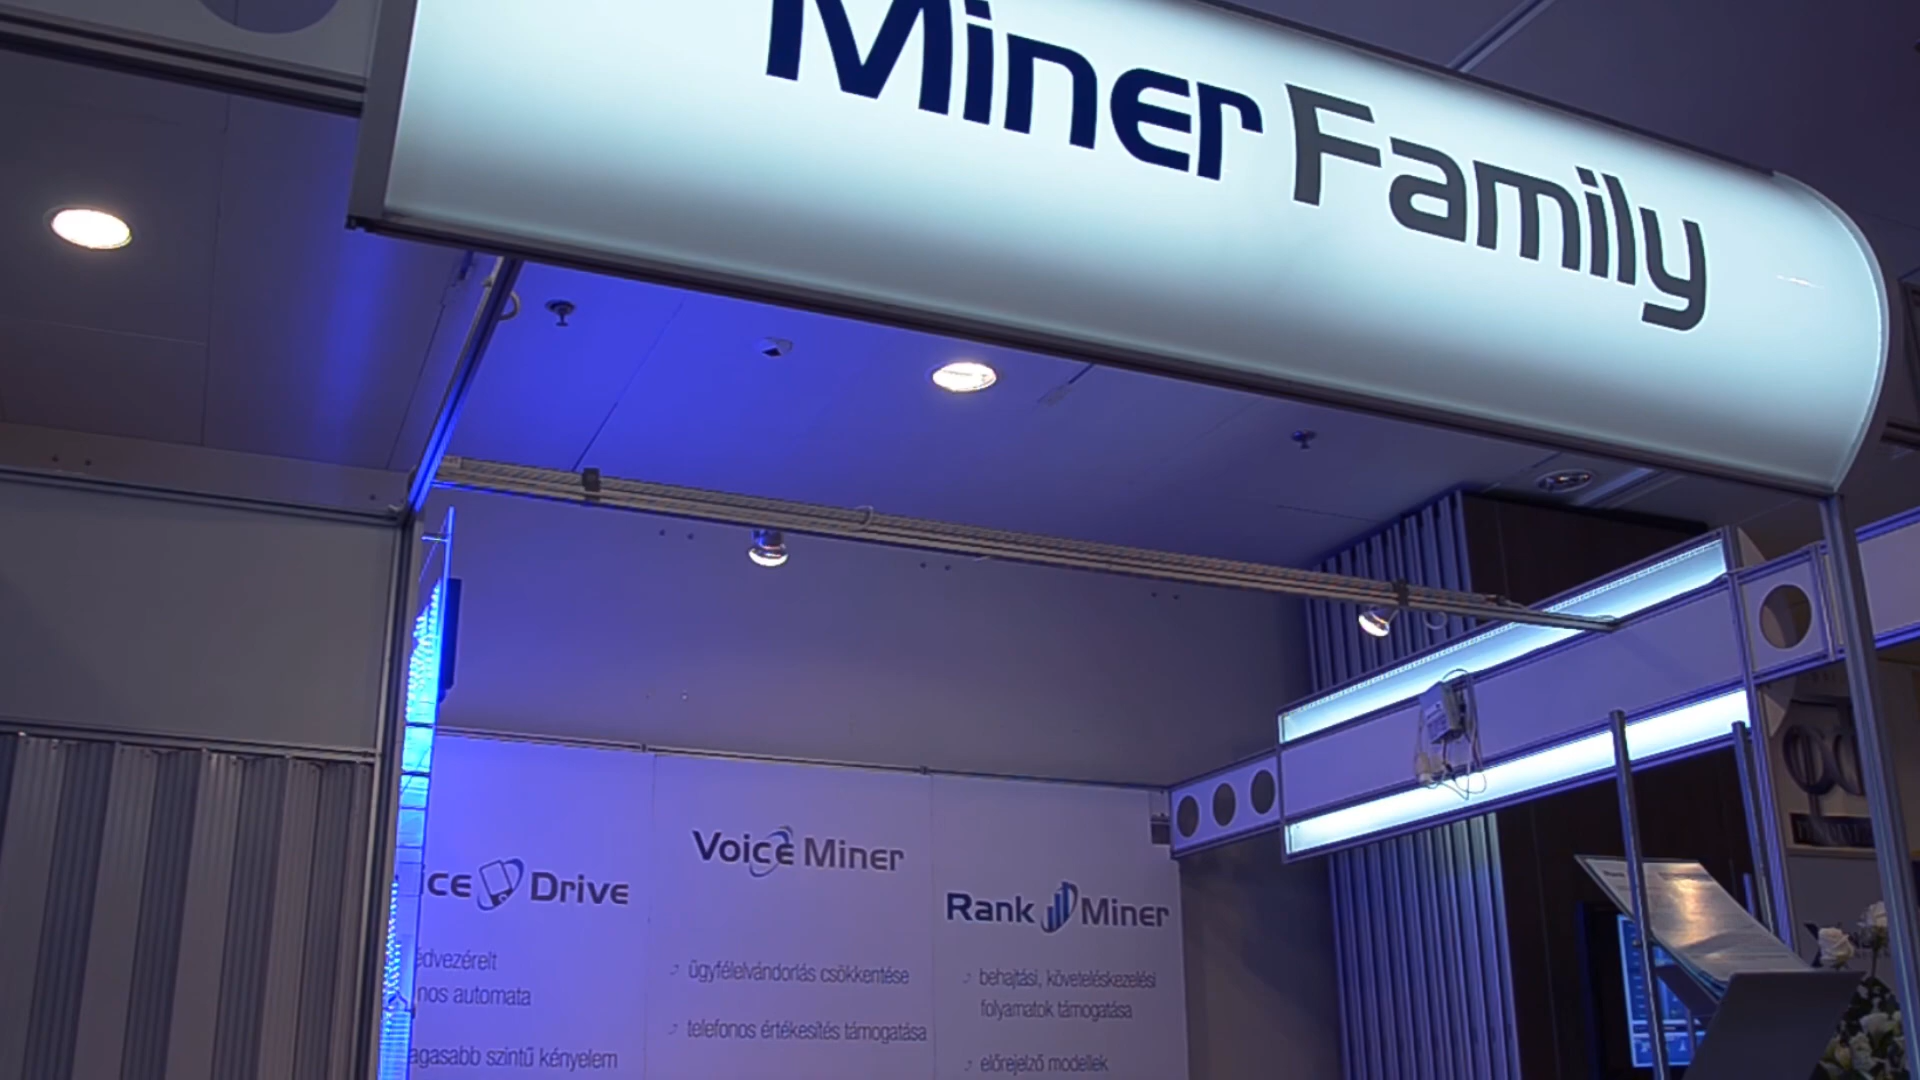 Miner Family
ice Drive
édvezérelt
nos automata
agasabb szintű kényelem
Voice Miner
ügyfélelvándorlás csökkentése
telefonos értékesítés támogatása
Rank Miner
behajtási, követeléskezelési
folyamatok támogatása
előrejelző modellek